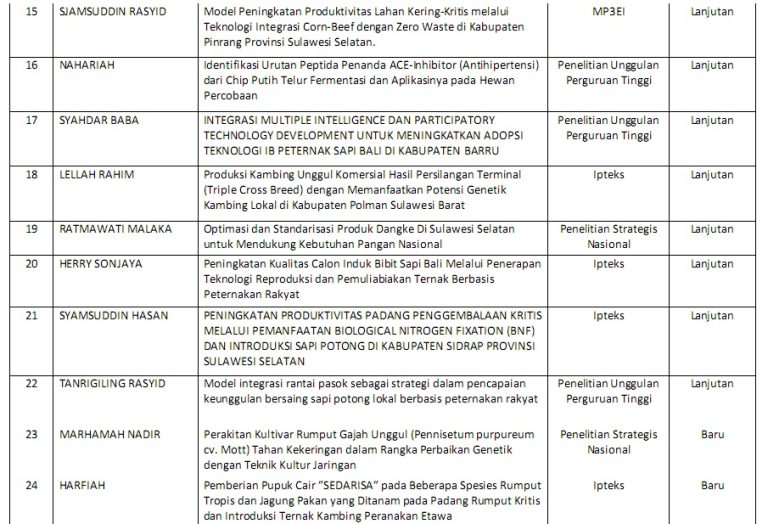 15 SJAMSUDDIN RASYID Model Peningkatan Produktivitas Lahan Kering-Kritis melalui MP3EI Lanjutan
Teknologi Integrasi Corn-Beef dengan Zero Waste di Kabupaten
Pinrang Provinsi Sulawesi Selatan.
16 NAHARIAH Identifikasi Urutan Peptida Penanda ACE-Inhibitor (Antihipertensi) Penelitian Unggulan Lanjutan
dari Chip Putih Telur Fermentasi dan Aplikasinya pada Hewan Perguruan Tinggi
Percobaan
17 SYAHDAR BABA INTEGRASI MULTIPLE INTELLIGENCE DAN PARTICIPATORY Penelitian Unggulan Lanjutan
TECHNOLOGY DEVELOPMENT UNTUK MENINGKATKAN ADOPSI Perguruan Tinggi
TEKNOLOGI IB PETERNAK SAPI BALI DI KABUPATEN BARRU
18 LELLAH RAHIM Produksi Kambing Unggul Komersial Hasil Persilangan Terminal Ipteks Lanjutan
(Triple Cross Breed) dengan Memanfaatkan Potensi Genetik
Kambing Lokal di Kabupaten Polman Sulawesi Barat
19 RATMAWATI MALAKA Optimasi dan Standarisasi Produk Dangke Di Sulawesi Selatan Penelitian Strategis Lanjutan
untuk Mendukung Kebutuhan Pangan Nasional Nasional
20 HERRY SONJAYA Peningkatan Kualitas Calon Induk Bibit Sapi Bali Melalui Penerapan Ipteks Lanjutan
Teknologi Reproduksi dan Pemuliabiakan Ternak Berbasis
Peternakan Rakyat
21 SYAMSUDDIN HASAN PENINGKATAN PRODUKTIVITAS PADANG PENGGEMBALAAN KRITIS Ipteks Lanjutan
MELALUI PEMANFAATAN BIOLOGICAL NITROGEN FIXATION (BNF)
DAN INTRODUKSI SAPI POTONG DI KABUPATEN SIDRAP PROVINSI
SULAWESI SELATAN
22 TANRIGILING RASYID Model integrasi rantai pasok sebagai strategi dalam pencapaian Penelitian Unggulan Lanjutan
keunggulan bersaing sapi potong lokal berbasis peternakan rakyat Perguruan Tinggi
23 MARHAMAH NADIR Perakitan Kultivar Rumput Gajah Unggul (Pennisetum purpureum Penelitian Strategis Baru
cv. Mott) Tahan Kekeringan dalam Rangka Perbaikan Genetik Nasional
dengan Teknik Kultur Jaringan
24 HARFIAH Pemberian Pupuk Cair "SEDARISA" pada Beberapa Spesies Rumput Ipteks Baru
Tropis dan Jagung Pakan yang Ditanam pada Padang Rumput Kritis
dan Introduksi Ternak Kambing Peranakan Etawa